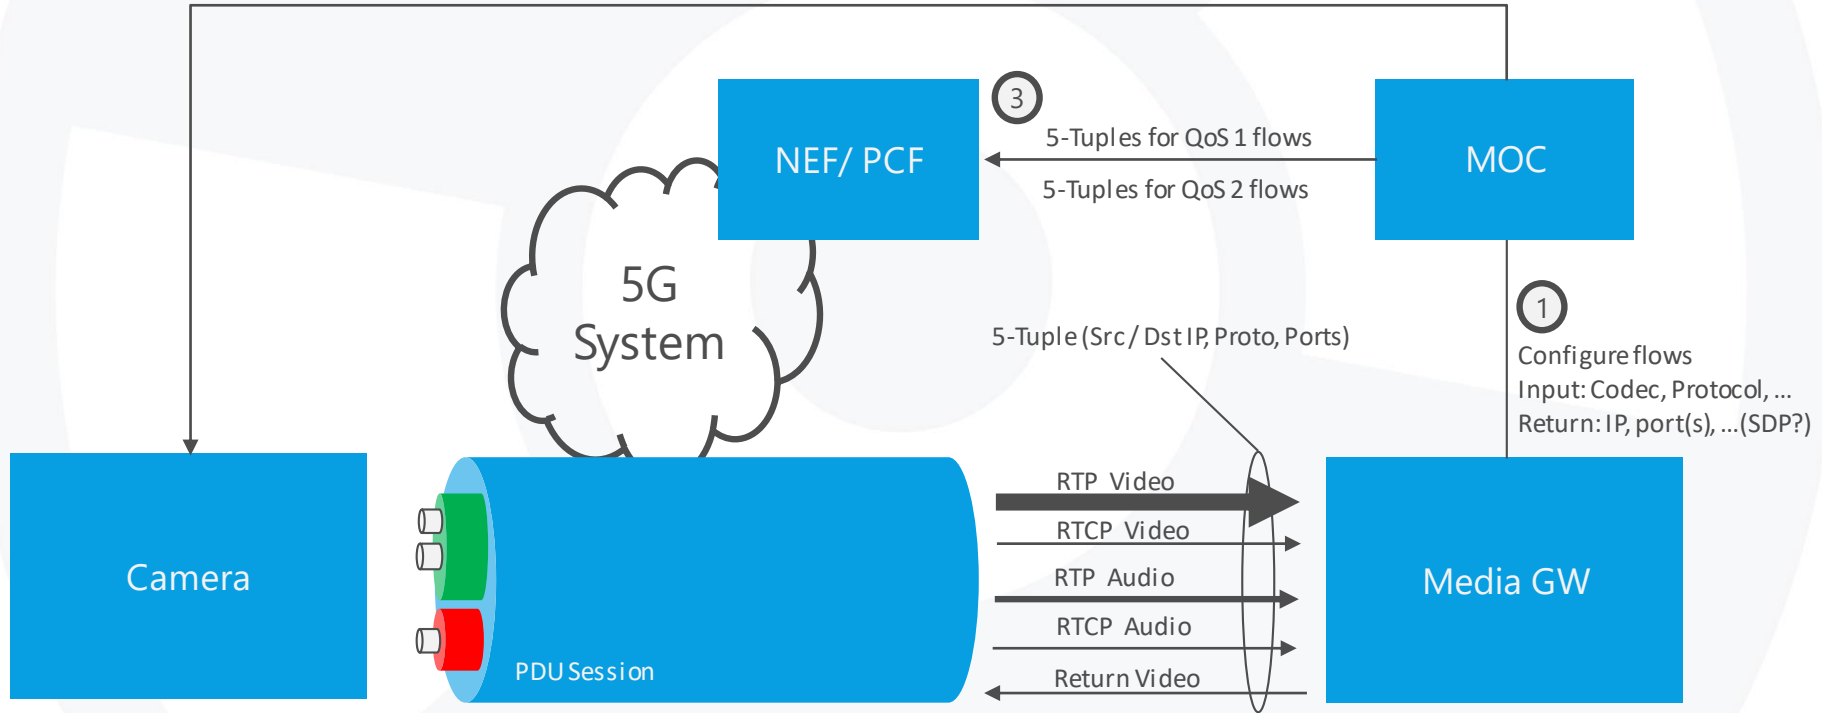 3
5-Tuples for QoS 1 flows
NEF/ PCF
MOC
5-Tuples for QoS 2 flows
5G
System
1
5-Tuple (Src / Dst IP, Proto, Ports)
Configure flows
Input: Codec, Protocol, ...
Return: IP, port(s), ...(SDP?)
RTP Video
RTCP Video
Camera
RTP Audio
Media GW
RTCP Audio
PDU Session
Return Video